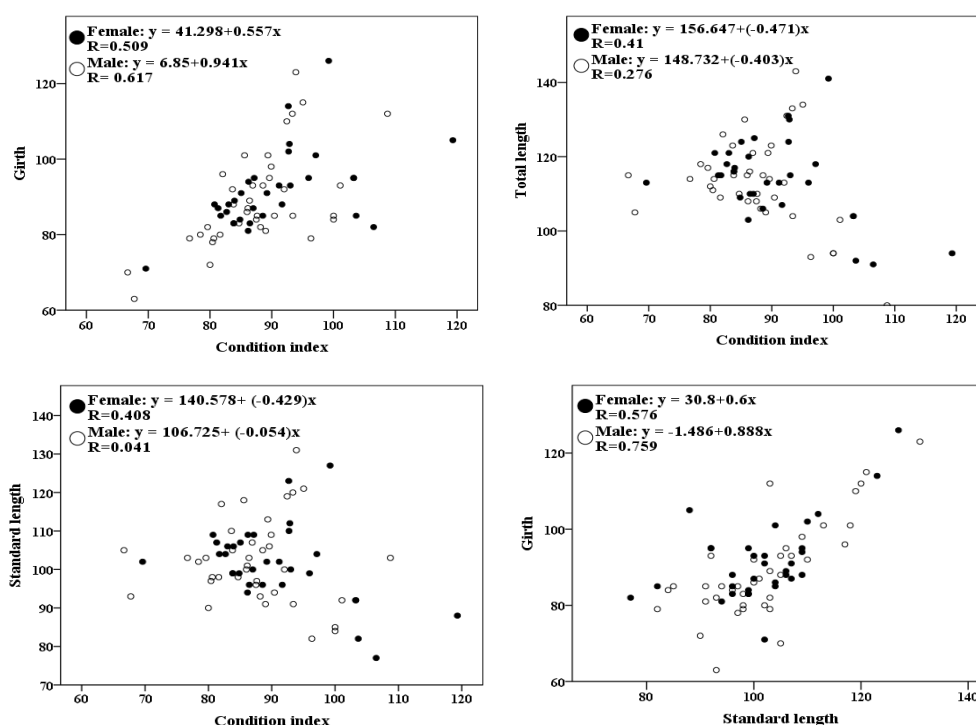 Female: y = 41.298+0.557x
R=0.509
Male: y = 6.85+0.941x
R= 0.617
120
100
80
60
Girth
60 70 80 90 100 110 120
Condition index
Female: y = 156.647+(-0.471)x
R=0.41
Male: y = 148.732+(-0.403)x
R=0.276
140
120
100
80
Total length
60 70 80 90 100 110 120
Condition index
Female: y = 140.578+ (-0.429)x
R=0.408
Male: y = 106.725+ (-0.054)x
R=0.041
140
130
120
110
100
90
80
70
Standard length
60 70 80 90 100 110 120
Condition index
Female: y = 30.8+0.6x
R=0.576
Male: y = -1.486+0.888x
R=0.759
120
100
80
60
Girth
80 100 120 140
Standard length